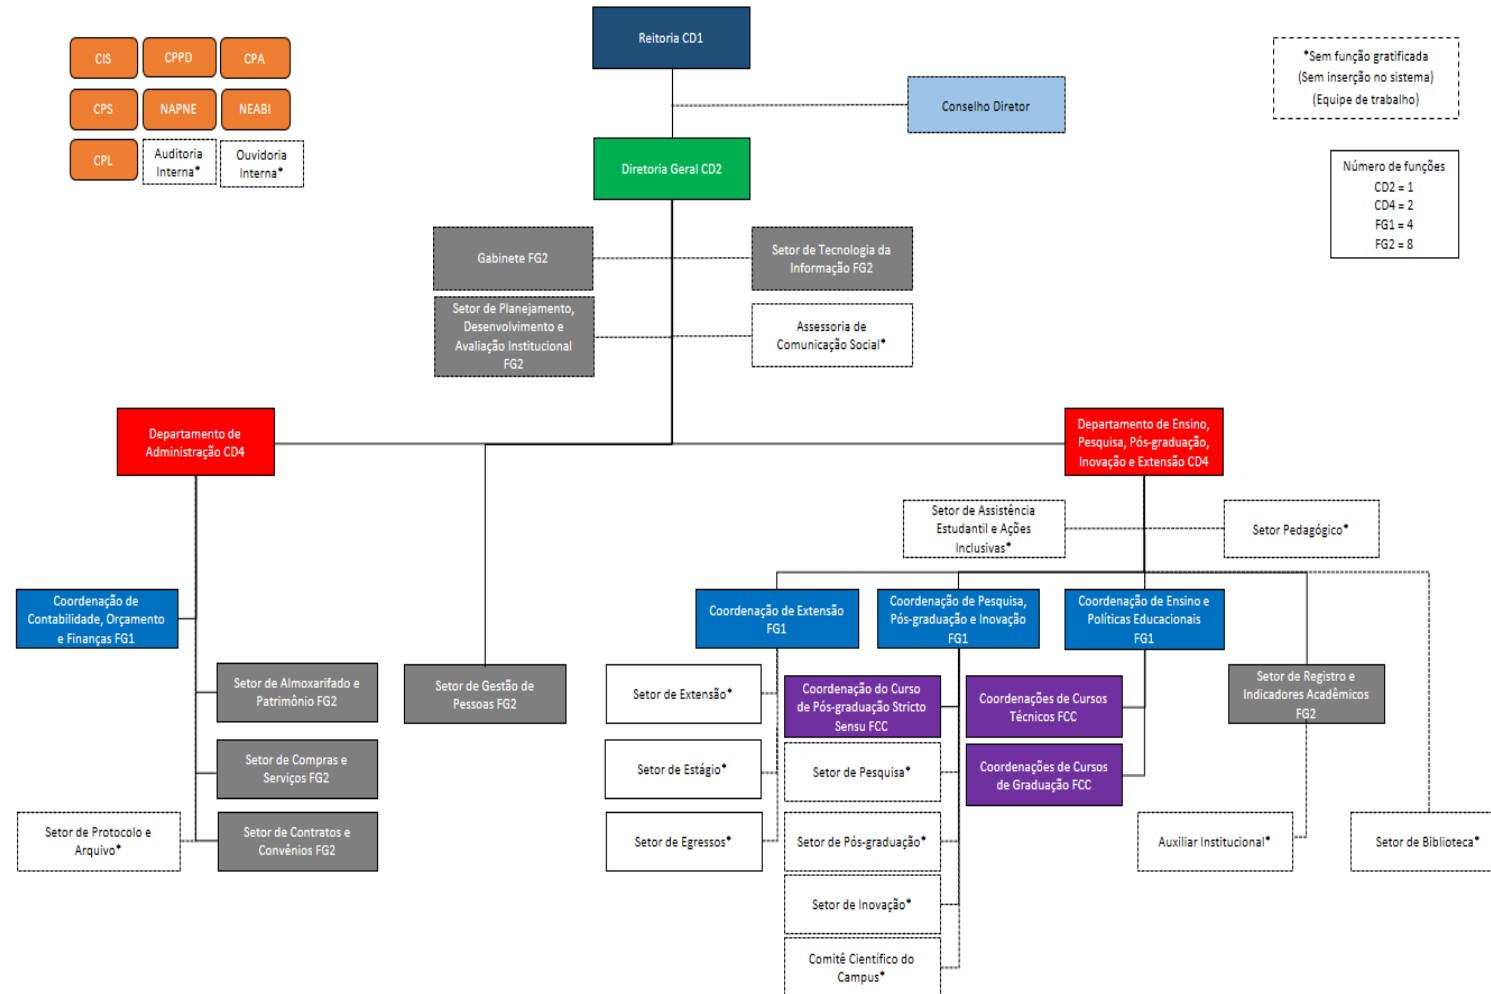 Reitoria CD1
CIS
CPPD
CPA
*Sem função gratificada
(Sem inserção no sistema)
(Equipe de trabalho)
CPS
NAPNE
NEABI
Conselho Diretor
CPL
Auditoria
Interna*
Ouvidoria
Interna*
Diretoria Geral CD2
Número de funções
CD2 = 1
CD4 = 2
FG1 = 4
FG2 = 8
Gabinete FG2
Setor de Tecnologia da
Informação FG2
Setor de Planejamento,
Desenvolvimento e
Avaliação Institucional
FG2
Assessoria de
Comunicação Social*
Departamento de
Administração CD4
Departamento de Ensino,
Pesquisa, Pós-graduação,
Inovação e Extensão CD4
Setor de Assistência
Estudantil e Ações
Inclusivas*
Setor Pedagógico*
Coordenação de
Contabilidade, Orçamento
e Finanças FG1
Coordenação de Extensão
FG1
Coordenação de Pesquisa,
Pós-graduação e Inovação
FG1
Coordenação de Ensino e
Políticas Educacionais
FG1
Setor de Almoxarifado e
Patrimônio FG2
Setor de Gestão de
Pessoas FG2
Setor de Extensão*
Coordenação do Curso
de Pós-graduação Stricto
Sensu FCC
Coordenações de Cursos
Técnicos FCC
Setor de Registro e
Indicadores Acadêmicos
FG2
Setor de Compras e
Serviços FG2
Setor de Estágio*
Setor de Pesquisa*
Coordenações de Cursos
de Graduação FCC
Setor de Protocolo e
Arquivo*
Setor de Contratos e
Convênios FG2
Setor de Egressos*
Setor de Pós-graduação*
Auxiliar Institucional*
Setor de Biblioteca*
Setor de Inovação*
Comitê Científico do
Campus*